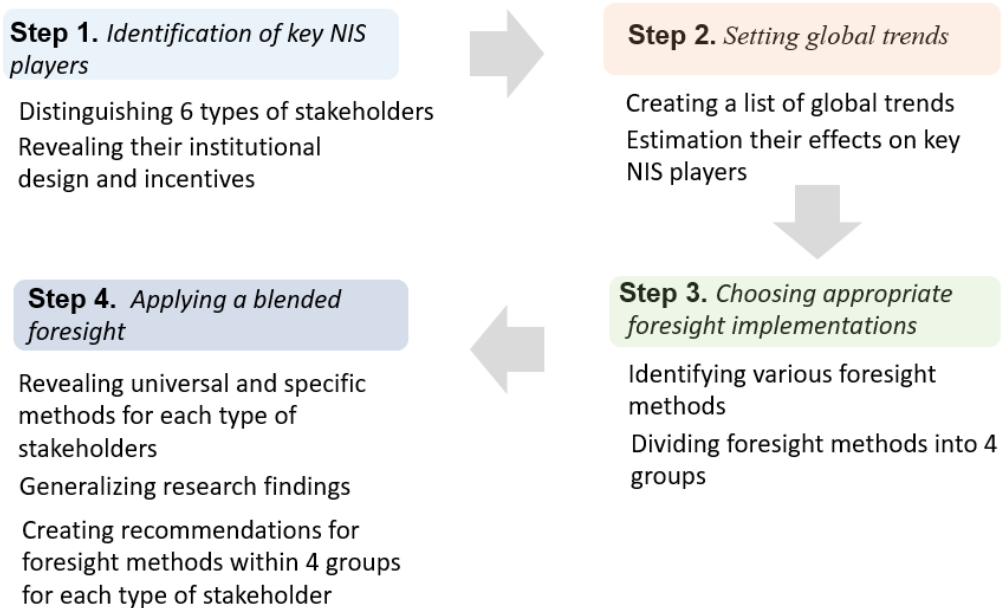 Step 1. Identification of key NIS
players
Distinguishing 6 types of stakeholders
Revealing their institutional
design and incentives
Step 2. Setting global trends
Creating a list of global trends
Estimation their effects on key
NIS players
Step 3. Choosing appropriate
foresight implementations
Identifying various foresight
methods
Dividing foresight methods into 4
groups
Step 4. Applying a blended
foresight
Revealing universal and specific
methods for each type of
stakeholders
Generalizing research findings
Creating recommendations for
foresight methods within 4 groups
for each type of stakeholder